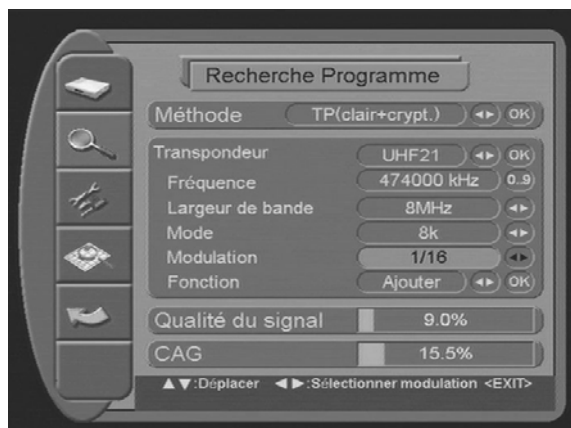 Recherche Programme
Méthode TP(clair+crypt.) ◄► OK
Transpondeur UHF21 ◄► OK
Fréquence 474000 kHz 0..9
Largeur de bande 8MHz ◄►
Mode 8k ◄►
Modulation 1/16 ◄►
Fonction Ajouter ◄► OK
Qualité du signal 9.0%
CAG 15.5%
▲▼:Déplacer ◄►:Sélectionner modulation <EXIT>